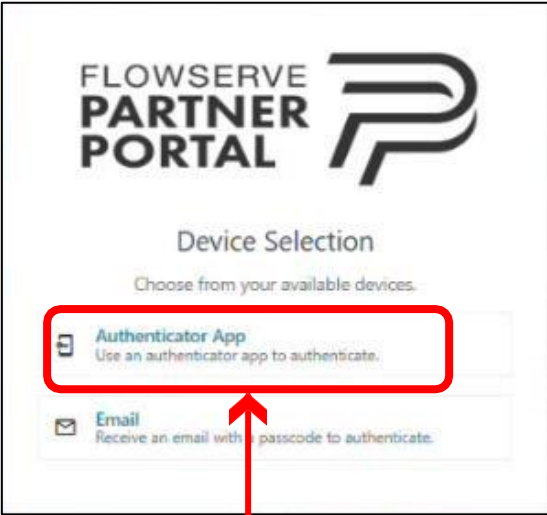 FLOWSERVE
PARTNER
PORTAL
Device Selection
Choose from your available devices.
Authenticator App
Use an authenticator app to authenticate.
Email
Receive an email with a passcode to authenticate.